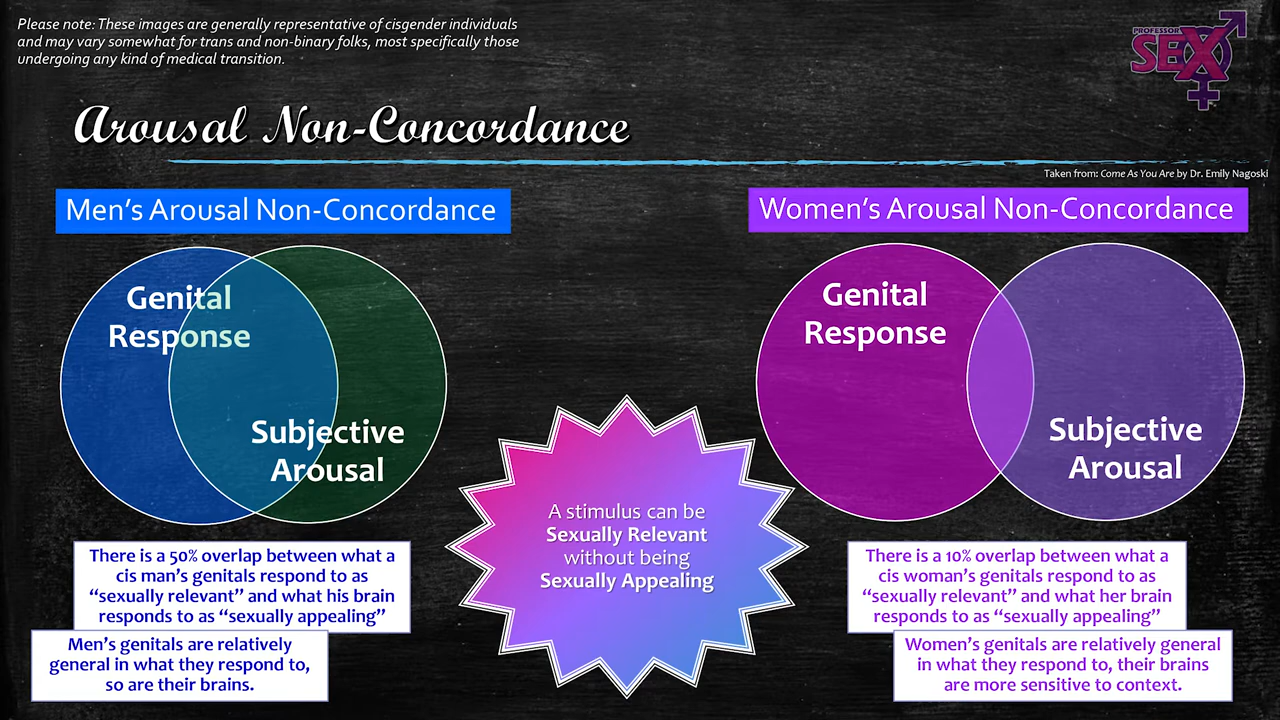 Please note: These images are generally representative of cisgender individuals
and may vary somewhat for trans and non-binary folks, most specifically those
undergoing any kind of medical transition.
PROFESSOR
SEX
Arousal Non-Concordance
Taken from: Come As You Are by Dr. Emily Nagoski
Men’s Arousal Non-Concordance
Genital
Response
Subjective
Arousal
There is a 50% overlap between what a
cis man’s genitals respond to as
“sexually relevant” and what his brain
responds to as “sexually appealing”
Men’s genitals are relatively
general in what they respond to,
so are their brains.
A stimulus can be
Sexually Relevant
without being
Sexually Appealing
Women’s Arousal Non-Concordance
Genital
Response
Subjective
Arousal
There is a 10% overlap between what a
cis woman’s genitals respond to as
“sexually relevant” and what her brain
responds to as “sexually appealing”
Women’s genitals are relatively general
in what they respond to, their brains
are more sensitive to context.